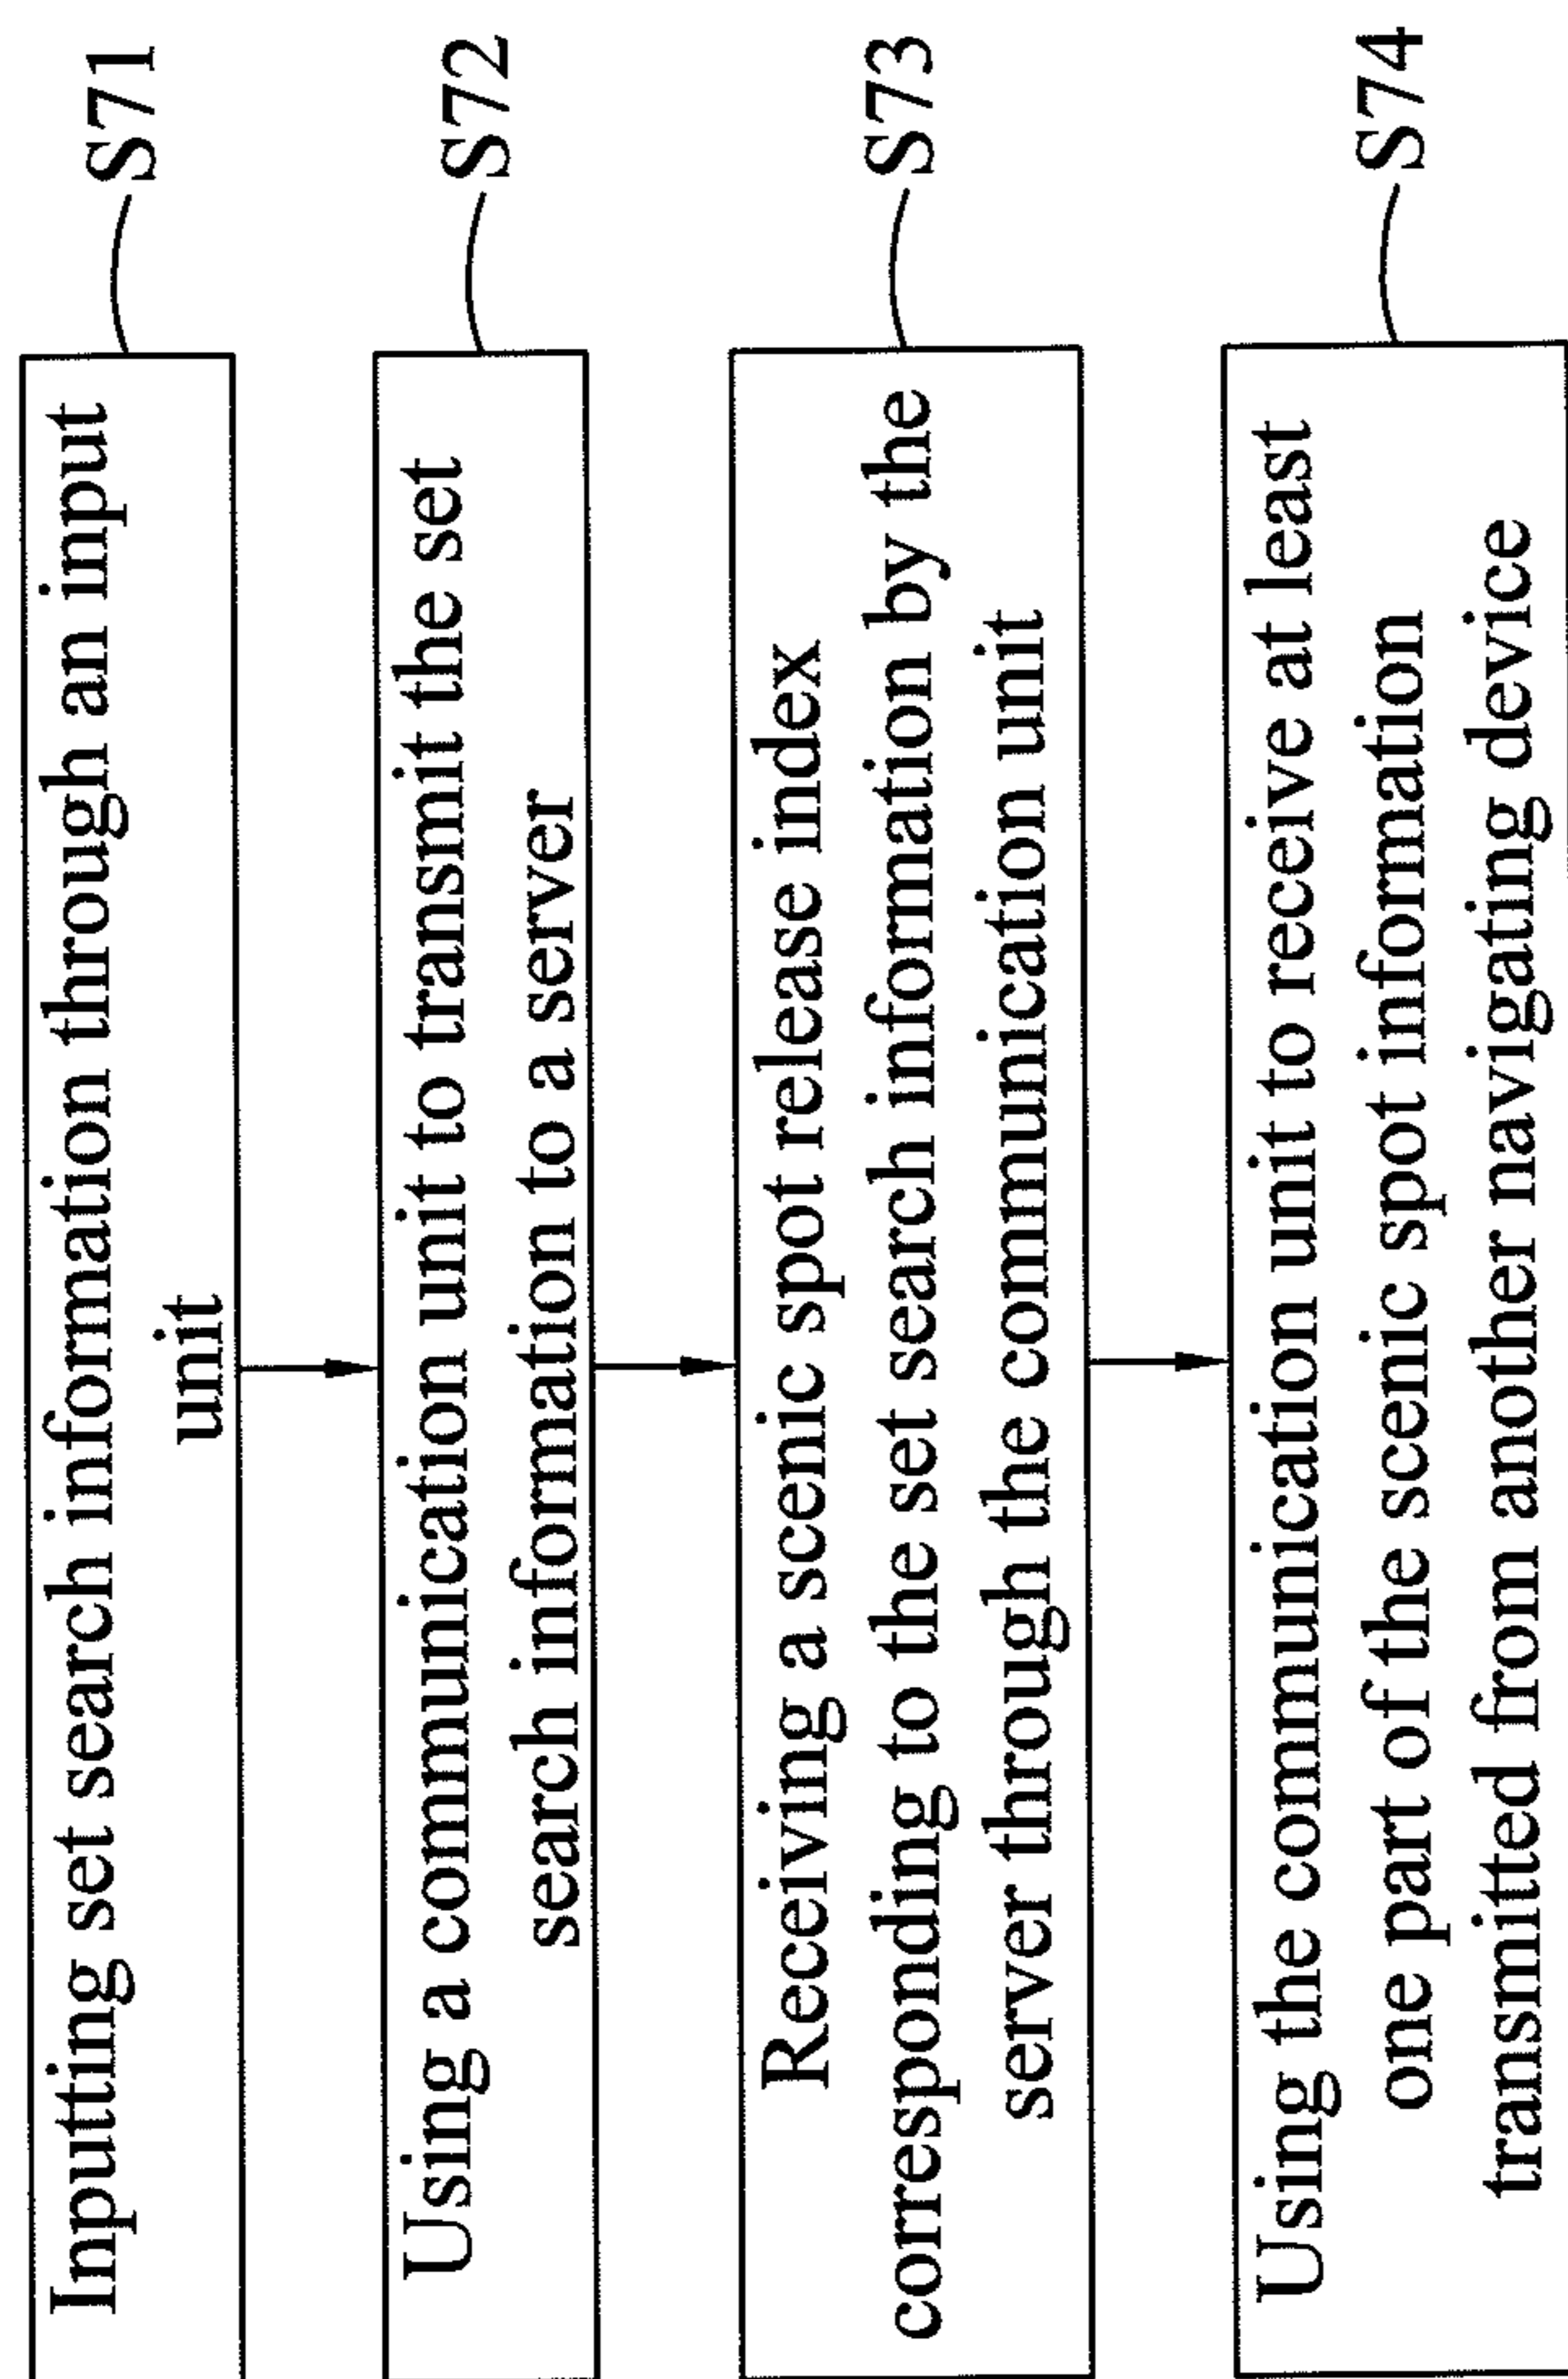 Inputting set search information through an input
unit
S71
Using a communication unit to transmit the set
search information to a server
S72
Receiving a scenic spot release index
corresponding to the set search information by the
server through the communication unit
S73
Using the communication unit to receive at least
one part of the scenic spot information
transmitted from another navigating device
S74